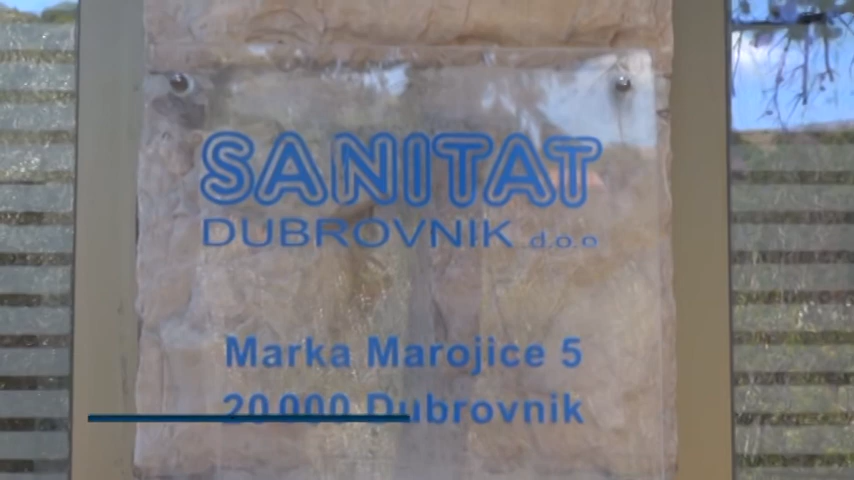 SANITAT
DUBROVNIK d.o.o
Marka Marojice 5
20 000 Dubrovnik